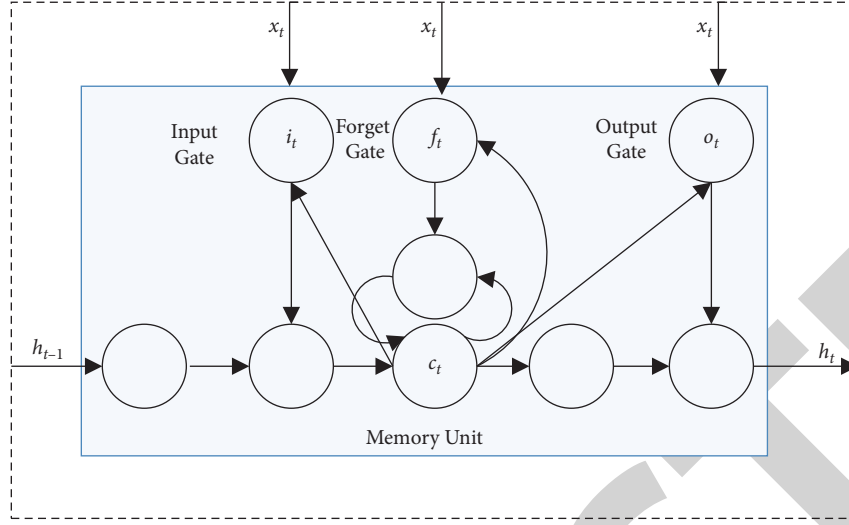 x_t
x_t
x_t
Input
Gate
i_t
Forget
Gate
f_t
Output
Gate
o_t
h_{t–1}
c_t
h_t
Memory Unit